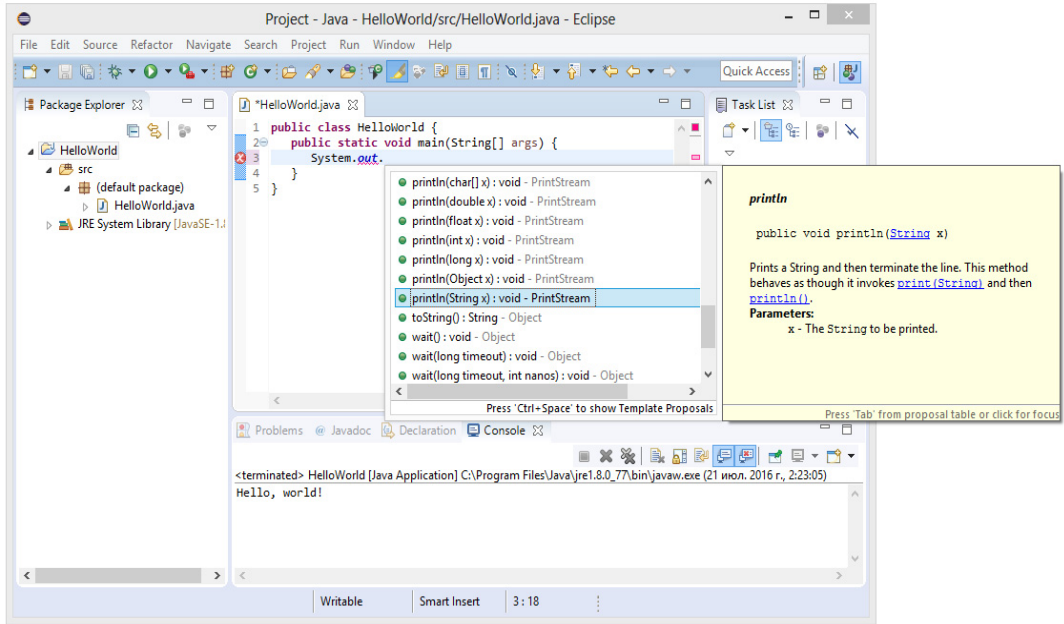 Project - Java - HelloWorld/src/HelloWorld.java - Eclipse
File Edit Source Refactor Navigate Search Project Run Window Help
Quick Access
Package Explorer
HelloWorld
src
(default package)
HelloWorld.java
JRE System Library [JavaSE-1.8
*HelloWorld.java
1 public class HelloWorld {
2 public static void main(String[] args) {
3 System.out.
4 }
5 }
println(char[] x) : void - PrintStream
println(double x) : void - PrintStream
println(float x) : void - PrintStream
println(int x) : void - PrintStream
println(long x) : void - PrintStream
println(Object x) : void - PrintStream
println(String x) : void - PrintStream
toString() : String - Object
wait() : void - Object
wait(long timeout) : void - Object
wait(long timeout, int nanos) : void - Object
Press 'Ctrl+Space' to show Template Proposals
Task List
println
public void println(String x)
Prints a String and then terminate the line. This method
behaves as though it invokes print(String) and then
println().
Parameters:
x - The String to be printed.
Press 'Tab' from proposal table or click for focus
Problems @ Javadoc Declaration Console
<terminated> HelloWorld [Java Application] C:\Program Files\Java\jre1.8.0_77\bin\javaw.exe (21 июл. 2016 г., 2:23:05)
Hello, world!
Writable Smart Insert 3 : 18